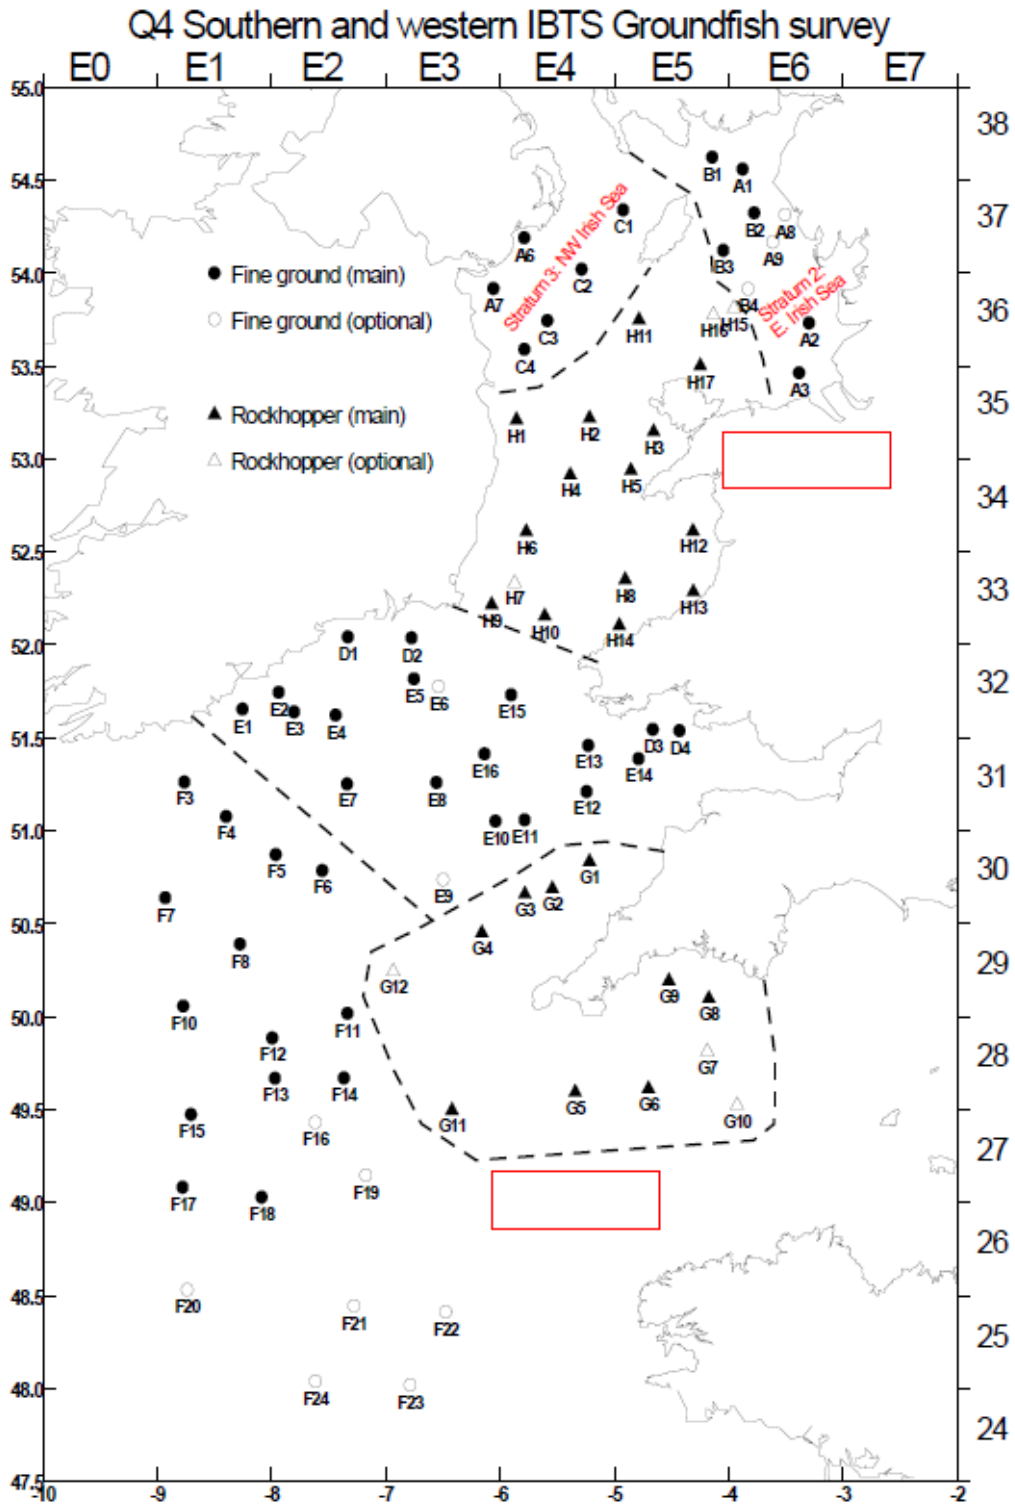 Q4 Southern and western IBTS Groundfish survey
E0 E1 E2 E3 E4 E5 E6 E7
55.0
38
B1 A1
54.5
37
C1 B2 A8
A6 B3 A9
Stratum 3: NW Irish Sea
54.0
Fine ground (main)
C2
A7 B4
Stratum 2:
E. Irish Sea
36
Fine ground (optional)
C3 H11 H16 H15 A2
C4
53.5
H17 A3
35
Rockhopper (main)
H1 H2 H3
Rockhopper (optional)
53.0
H4 H5
34
H6 H12
52.5
H7 H8 H13
33
H9 H10 H14
52.0
D1 D2
32
E5 E6
E1 E2 E3 E4 E15
51.5
D3 D4
E16 E13 E14
31
F3 E7 E8 E12
F4 E10 E11
51.0
F5 F6 G1
30
E9 G3 G2
F7
50.5
F8 G4
29
G12 G9 G8
50.0
F10 F11
F12 G7
28
F13 F14
G5 G6 G10
49.5
F15 F16 G11
27
F19
49.0
F17 F18
26
48.5
F20 F21 F22
25
48.0
F24 F23
24
47.5
-10 -9 -8 -7 -6 -5 -4 -3 -2